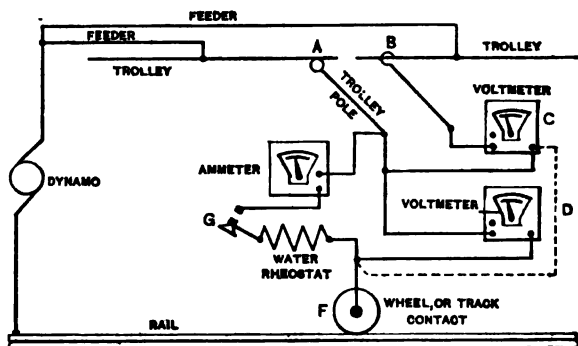 FEEDER
FEEDER
A
B
TROLLEY
TROLLEY
TROLLEY
POLE
VOLTMETER
C
AMMETER
DYNAMO
VOLTMETER
D
G
WATER
RHEOSTAT
F
WHEEL, OR TRACK
CONTACT
RAIL